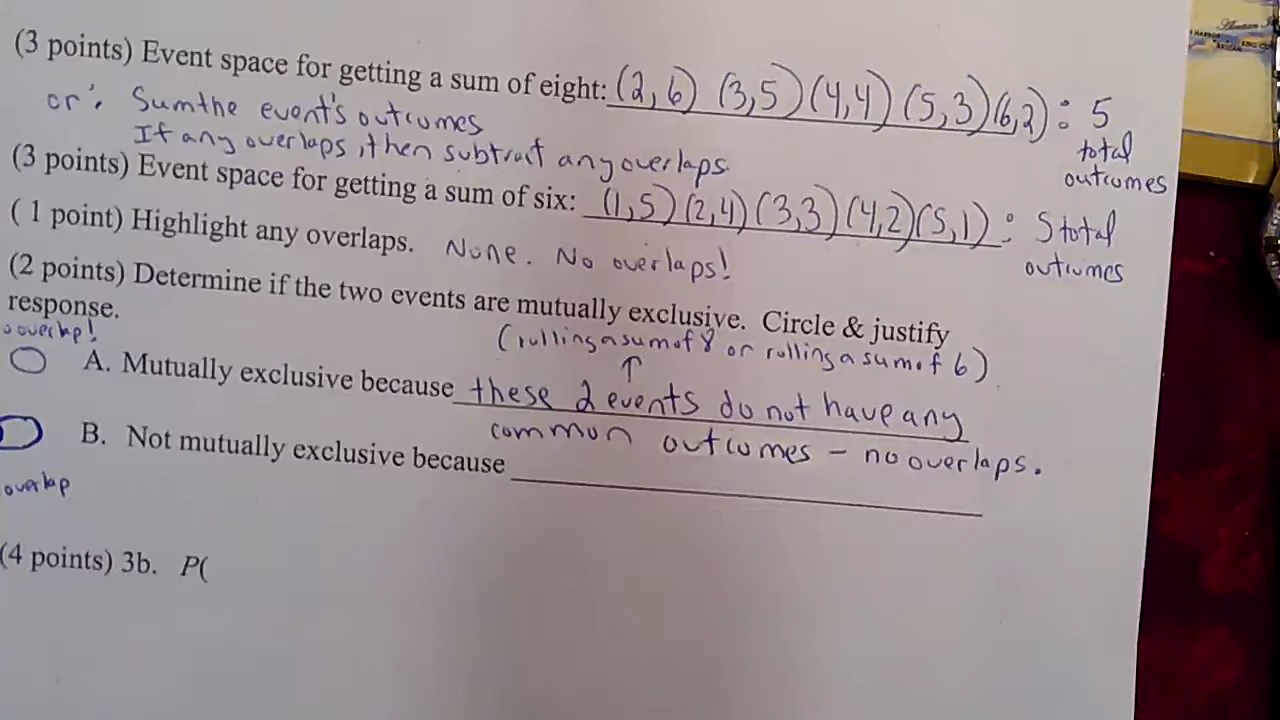 (3 points) Event space for getting a sum of eight: (2,6) (3,5) (4,4) (5,3) (6,2) : 5
total
outcomes
or: Sum the event's outcomes
If any overlaps, then subtract any overlaps.
(3 points) Event space for getting a sum of six: (1,5) (2,4) (3,3) (4,2) (5,1) : 5 total
outcomes
( 1 point) Highlight any overlaps. None. No overlaps!
(2 points) Determine if the two events are mutually exclusive. Circle & justify
response.
overlap!
(rolling a sum of 8 or rolling a sum of 6)
↑
A. Mutually exclusive because these 2 events do not have any
common outcomes - no overlaps.
B. Not mutually exclusive because
overlap
(4 points) 3b. P(